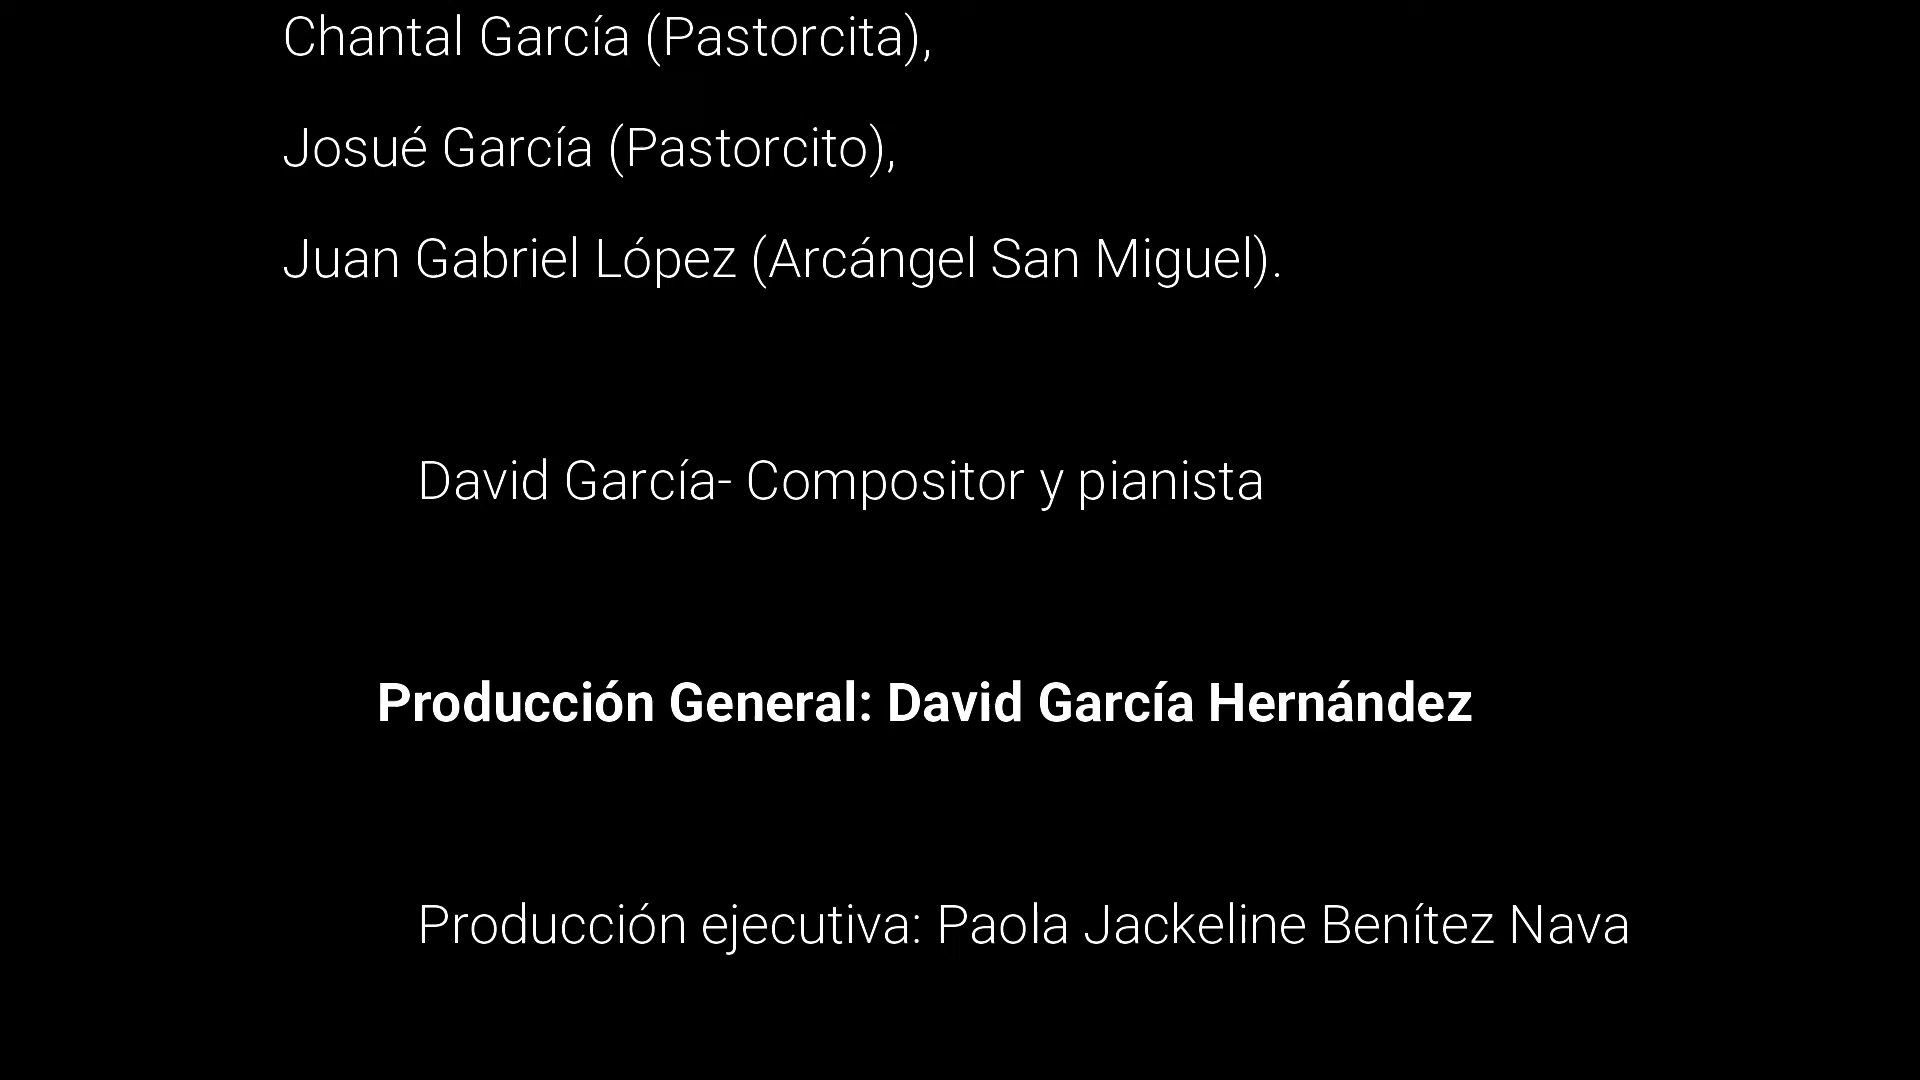 Chantal García (Pastorcita),
Josué García (Pastorcito),
Juan Gabriel López (Arcángel San Miguel).
David García- Compositor y pianista
Producción General: David García Hernández
Producción ejecutiva: Paola Jackeline Benítez Nava